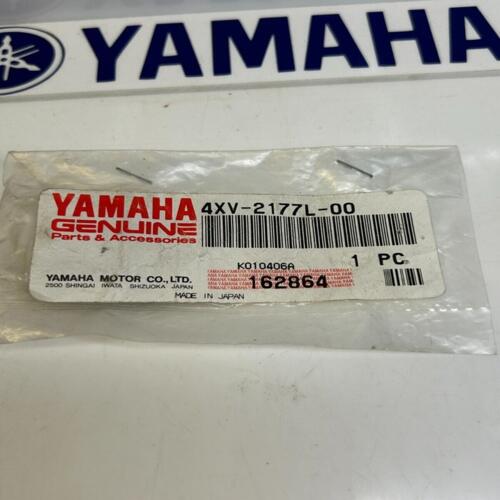 YAMAHA
YAMAHA
GENUINE
Parts & Accessories
4XV-2177L-00
K010406A
1 PC
YAMAHA MOTOR CO., LTD.
2500 SHINGAI IWATA SHIZUOKA JAPAN
162864
MADE IN JAPAN